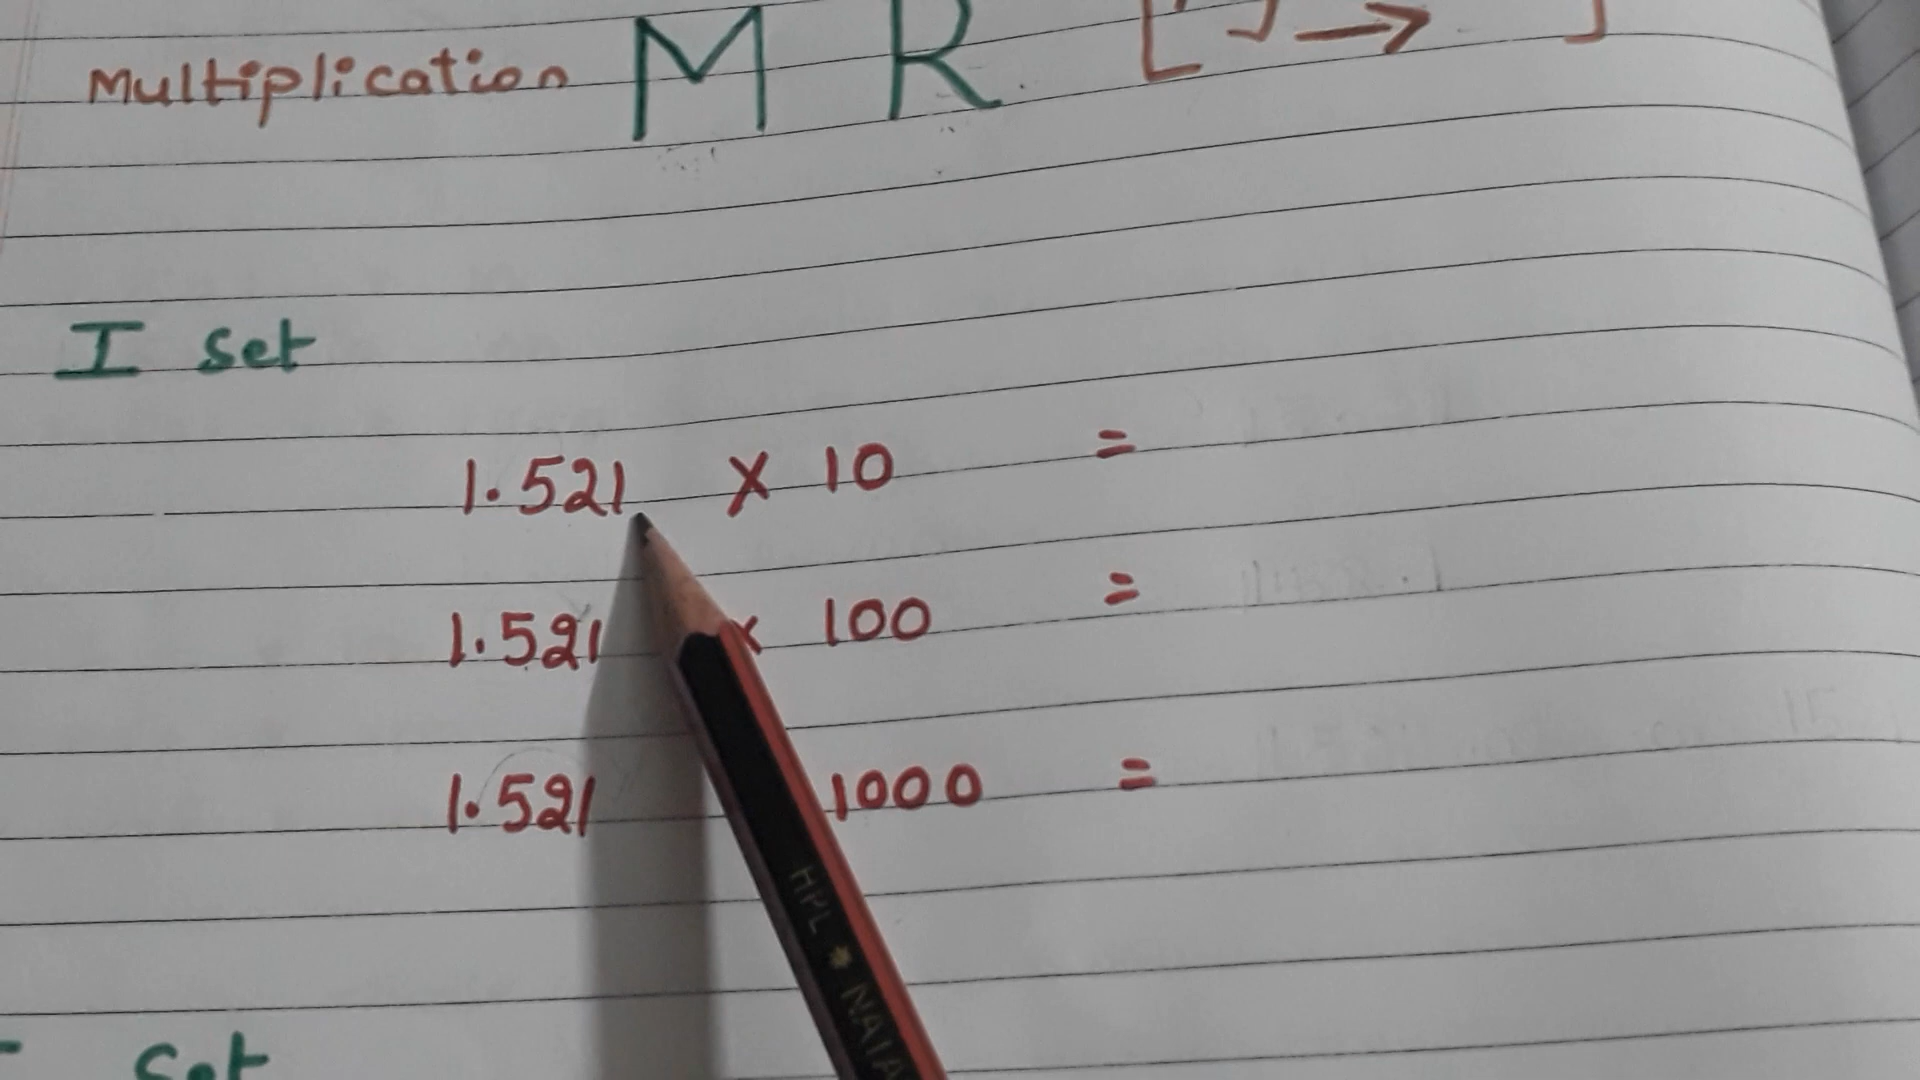 Multiplication M R [ → ]
I set
1.521 × 10 =
1.521 × 100 =
1.521 1000 =
set
HPL NATA